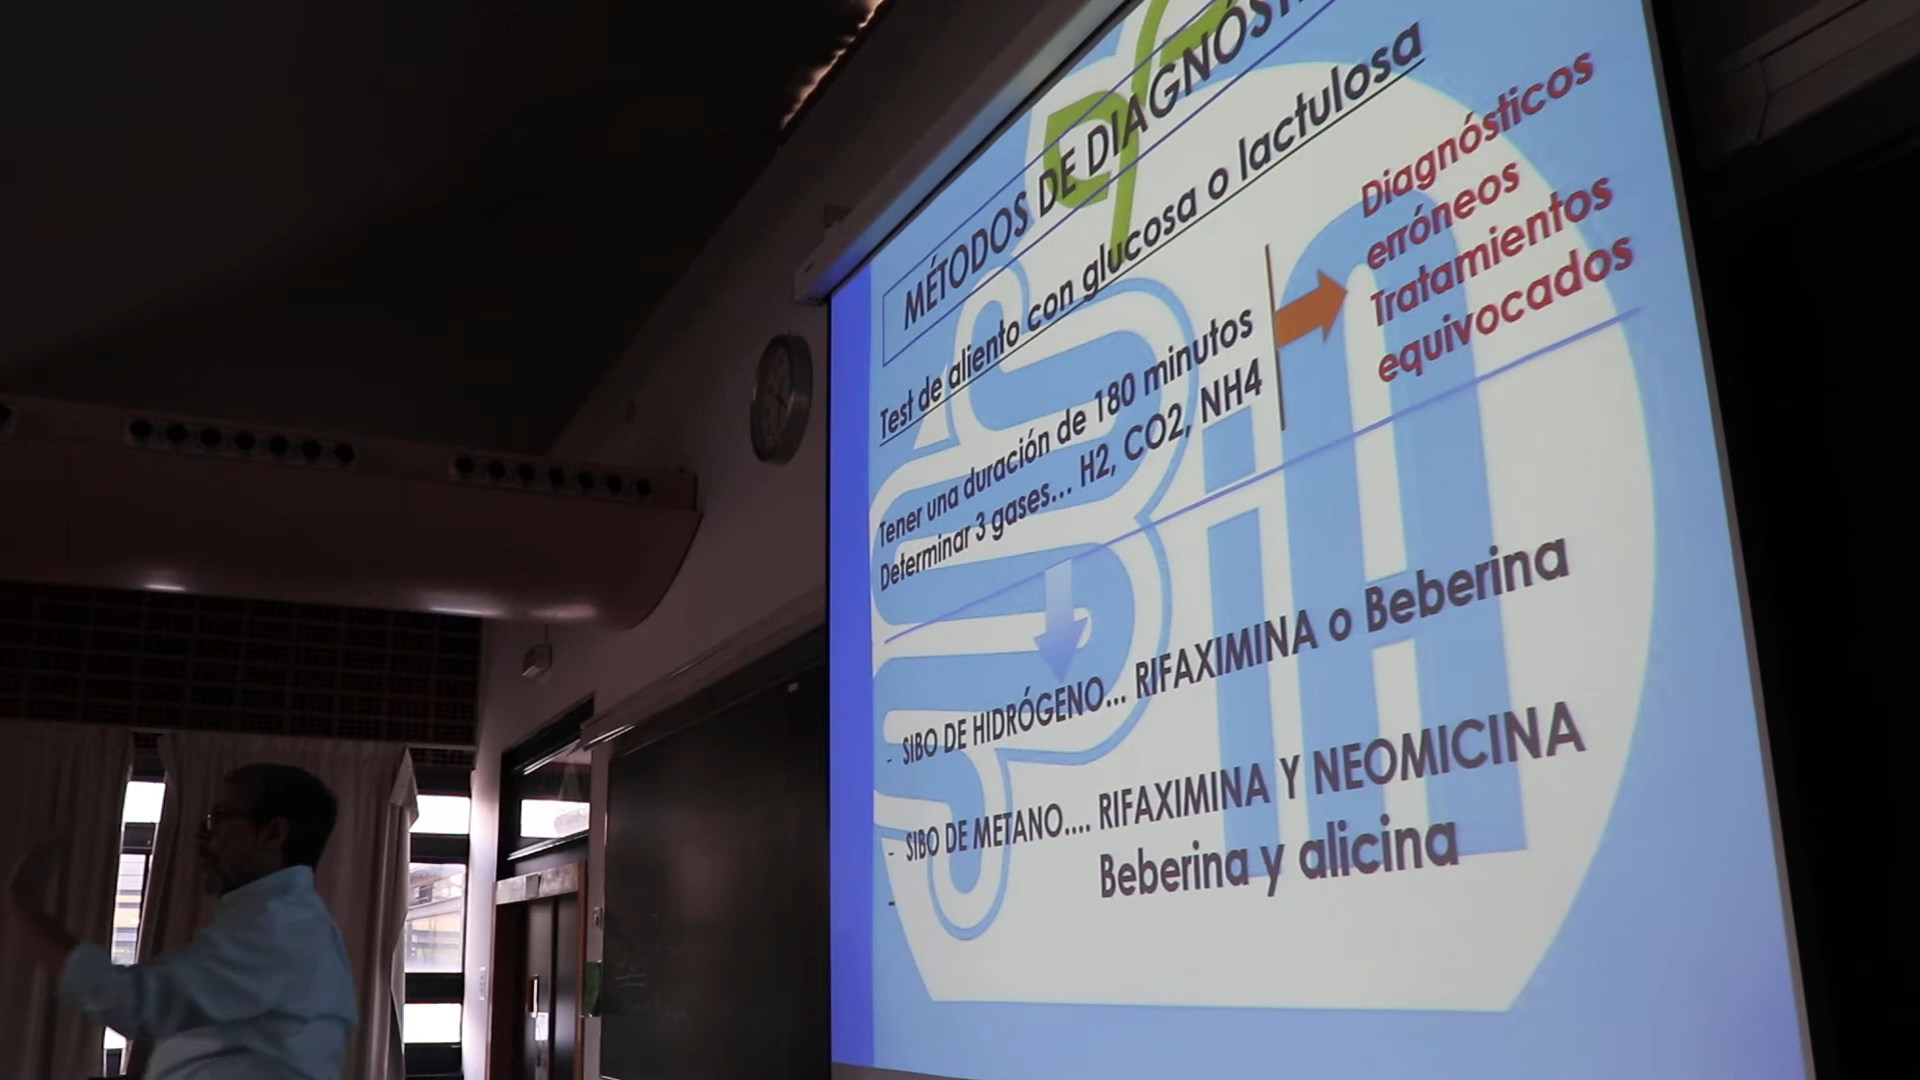 MÉTODOS DE DIAGNÓSTI
Test de aliento con glucosa o lactulosa
Tener una duración de 180 minutos
Determinar 3 gases... H2, CO2, NH4
Diagnósticos
erróneos
Tratamientos
equivocados
- SIBO DE HIDRÓGENO... RIFAXIMINA o Beberina
- SIBO DE METANO.... RIFAXIMINA Y NEOMICINA
Beberina y alicina
-